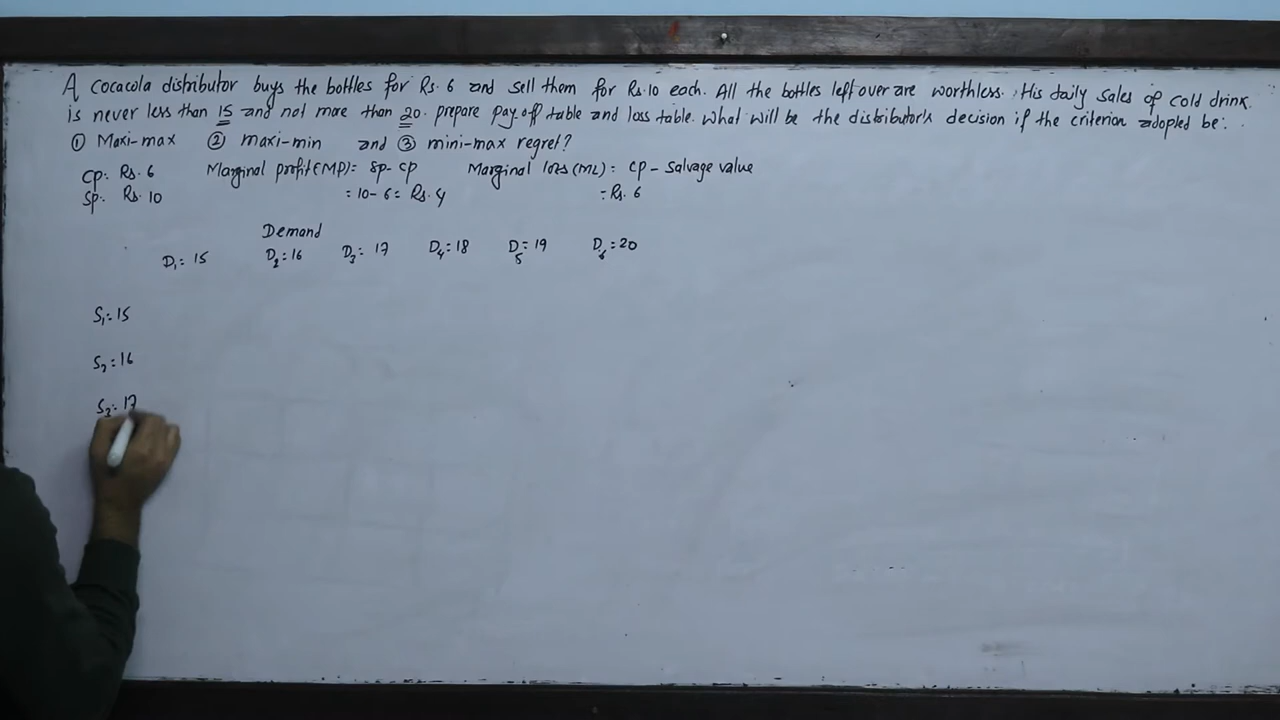 A cocacola distributor buys the bottles for Rs. 6 and sell them for Rs. 10 each. All the bottles left over are worthless. His daily sales of cold drink
is never less than 15 and not more than 20. prepare pay off table and loss table. what will be the distributor's decision if the criterion adopted be:
① Maxi-max ② maxi-min and ③ mini-max regret?
CP: Rs. 6 Marginal profit (MP) = SP - CP Marginal loss (ML) = CP - Salvage value
SP: Rs. 10 = 10 - 6 = Rs. 4 = Rs. 6
Demand
D₁ = 15 D₂ = 16 D₃ = 17 D₄ = 18 D₅ = 19 D₆ = 20
S₁ = 15
S₂ = 16
S₃ = 17